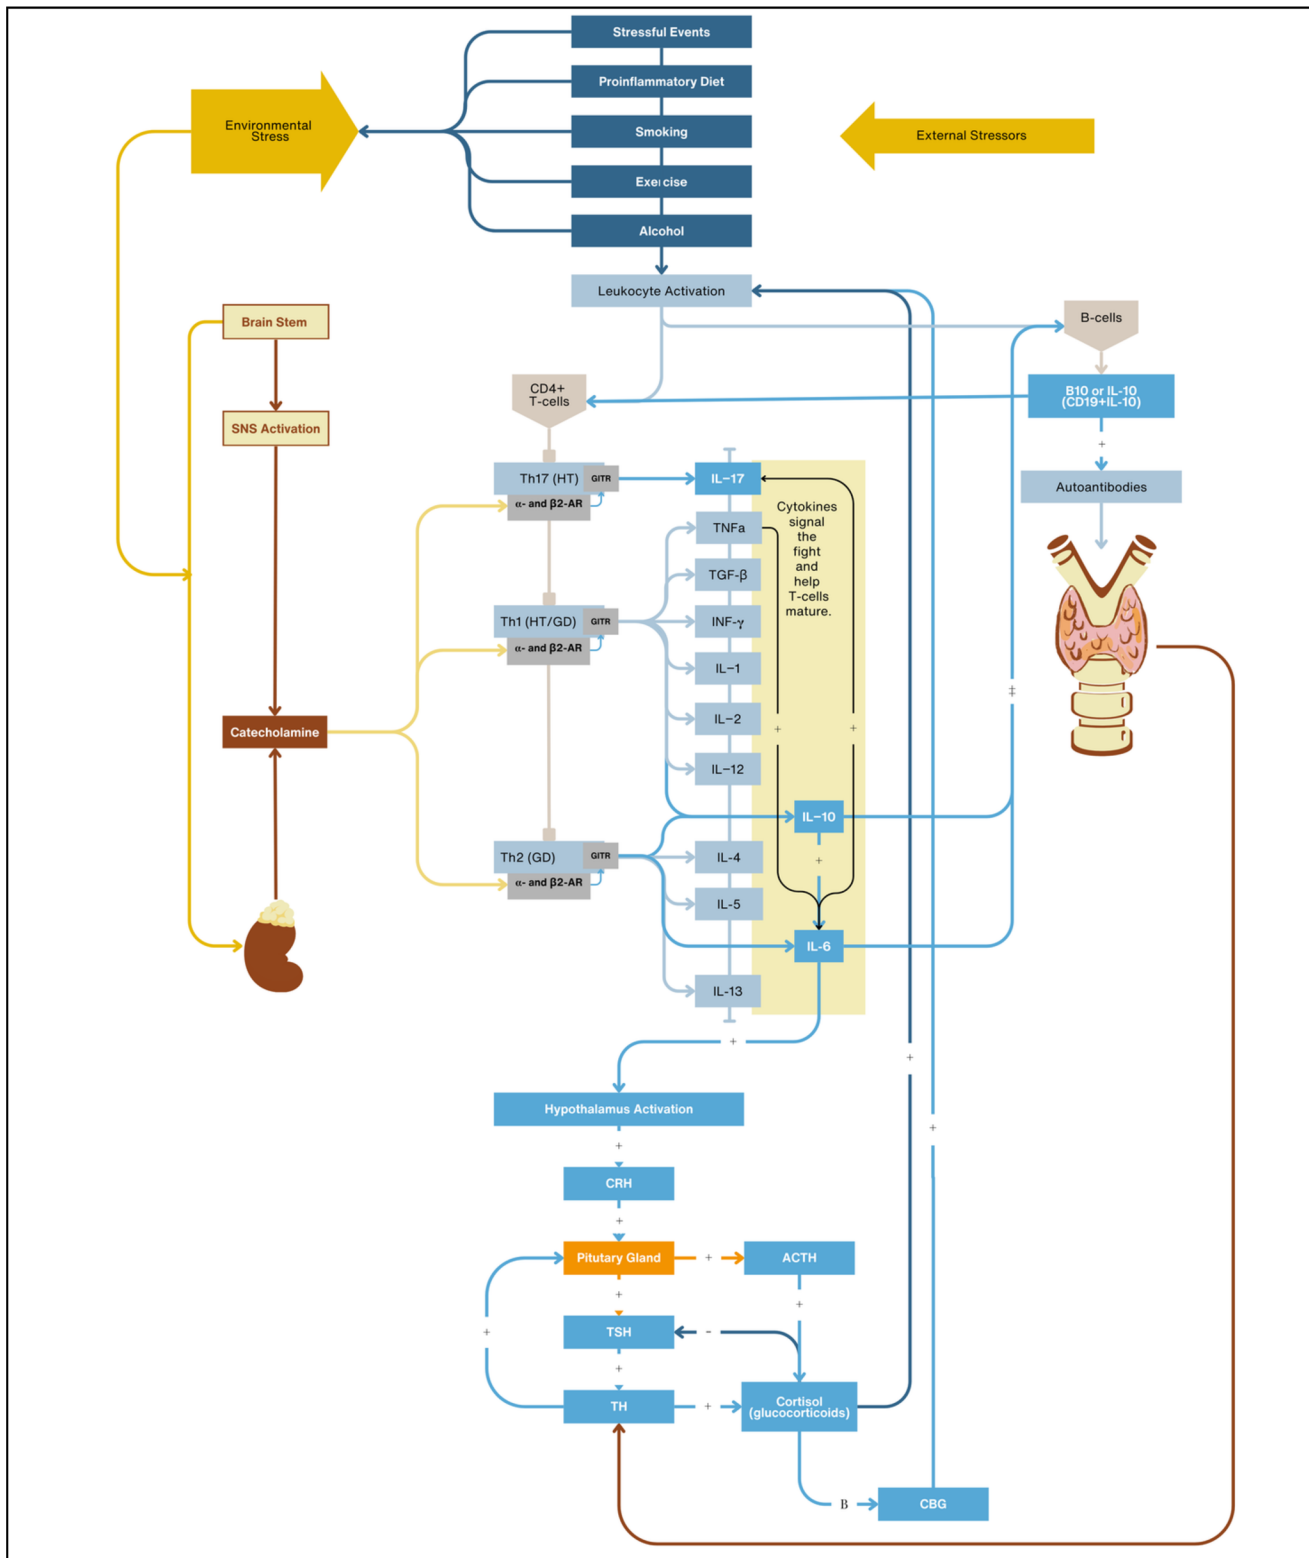 Stressful Events
Proinflammatory Diet
Environmental
Stress
Smoking
External Stressors
Exercise
Alcohol
Leukocyte Activation
Brain Stem
B-cells
CD4+
T-cells
B10 or IL-10
(CD19+IL-10)
SNS Activation
+
Autoantibodies
Th17 (HT)
GITR
α- and β2-AR
IL-17
Cytokines
signal
the
fight
and
help
T-cells
mature.
TNFa
TGF-β
Th1 (HT/GD)
GITR
α- and β2-AR
INF-γ
IL-1
IL-2
‡
+
+
Catecholamine
IL-12
IL-10
+
Th2 (GD)
GITR
α- and β2-AR
IL-4
IL-5
IL-6
IL-13
+
+
Hypothalamus Activation
+
+
CRH
+
Pitutary Gland
+
ACTH
+
+
TSH
-
+
+
TH
+
Cortisol
(glucocorticoids)
B
CBG